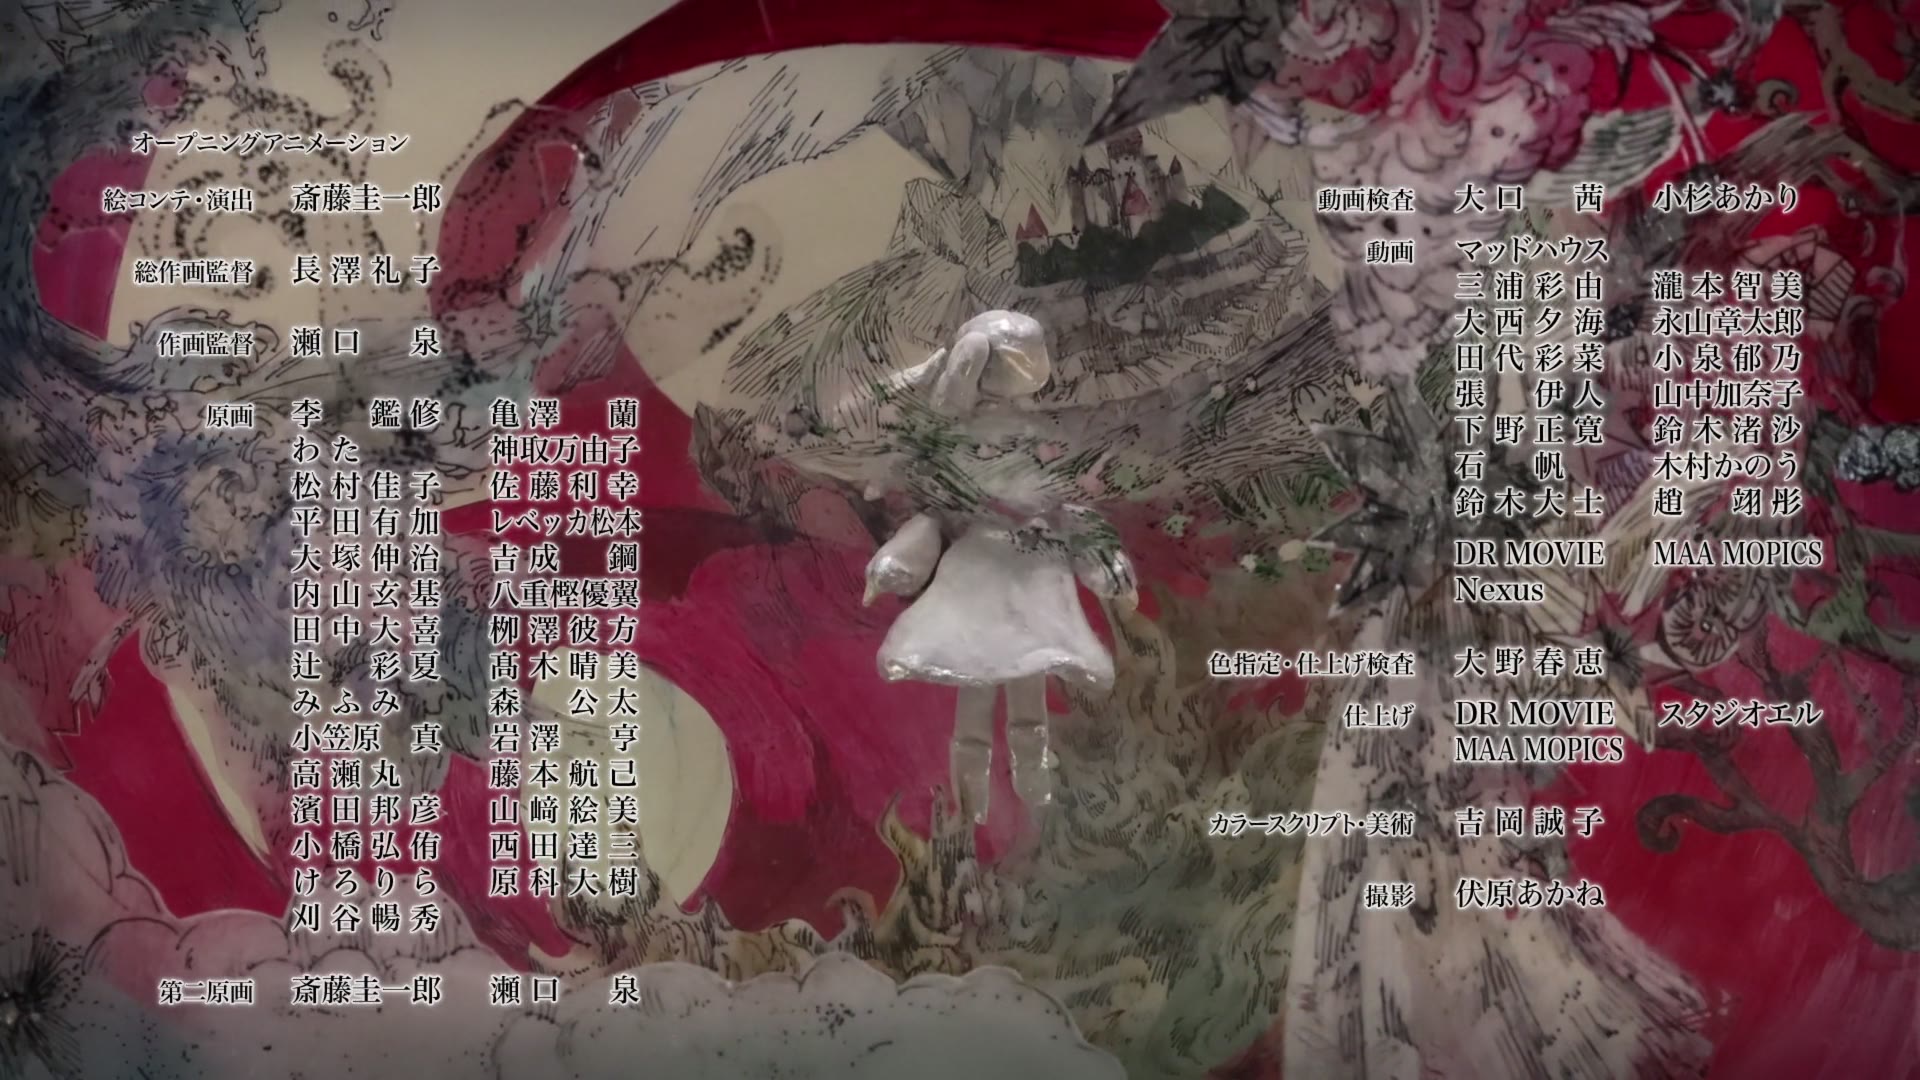 オープニングアニメーション
絵コンテ・演出 斎藤圭一郎
総作画監督 長澤礼子
作画監督 瀬口泉
原画 李鑑修 亀澤蘭
わた 神取万由子
松村佳子 佐藤利幸
平田有加 レベッカ松本
大塚伸治 吉成鋼
内山玄基 八重樫優翼
田中大喜 栁澤彼方
辻彩夏 髙木晴美
みふみ 森公太
小笠原真 岩澤亨
高瀬丸 藤本航己
濱田邦彦 山﨑絵美
小橋弘侑 西田達三
けろりら 原科大樹
刈谷暢秀
第二原画 斎藤圭一郎 瀬口泉
動画検査 大口茜 小杉あかり
動画 マッドハウス
三浦彩由 瀧本智美
大西夕海 永山章太郎
田代彩菜 小泉郁乃
張伊人 山中加奈子
下野正寛 鈴木渚沙
石帆 木村かのう
鈴木大士 趙翊彤
DR MOVIE MAA MOPICS
Nexus
色指定・仕上げ検査 大野春恵
仕上げ DR MOVIE スタジオエル
MAA MOPICS
カラースクリプト・美術 吉岡誠子
撮影 伏原あかね